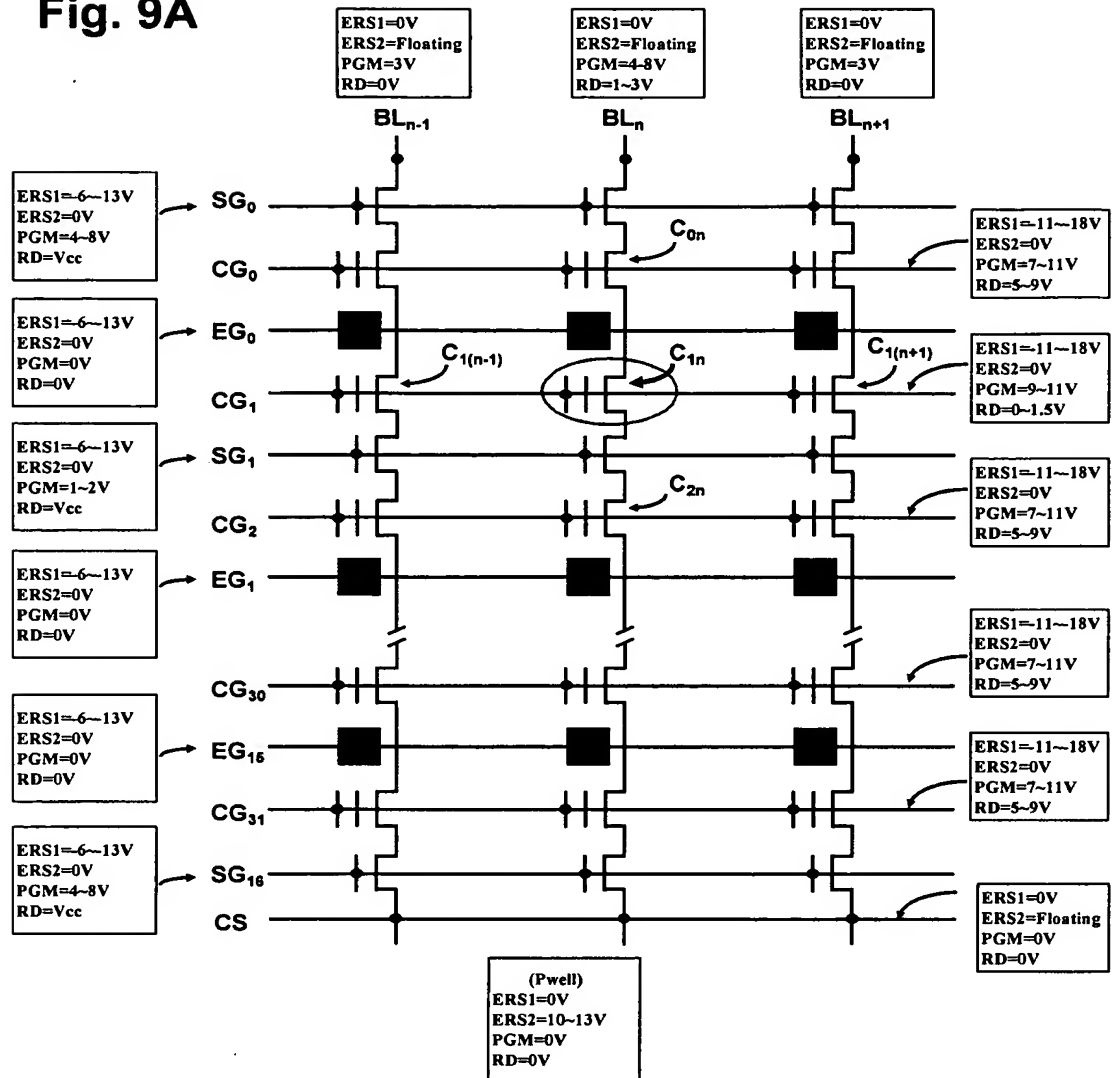 Fig. 9A
ERS1=0V
ERS2=Floating
PGM=3V
RD=0V
ERS1=0V
ERS2=Floating
PGM=4~8V
RD=1~3V
ERS1=0V
ERS2=Floating
PGM=3V
RD=0V
BLn-1
BLn
BLn+1
ERS1=-6~-13V
ERS2=0V
PGM=4~8V
RD=Vcc
SG0
C0n
CG0
ERS1=-11~-18V
ERS2=0V
PGM=7~11V
RD=5~9V
ERS1=-6~-13V
ERS2=0V
PGM=0V
RD=0V
EG0
C1(n-1)
C1n
C1(n+1)
CG1
ERS1=-11~-18V
ERS2=0V
PGM=9~11V
RD=0~1.5V
ERS1=-6~-13V
ERS2=0V
PGM=1~2V
RD=Vcc
SG1
C2n
CG2
ERS1=-11~-18V
ERS2=0V
PGM=7~11V
RD=5~9V
ERS1=-6~-13V
ERS2=0V
PGM=0V
RD=0V
EG1
CG30
ERS1=-11~-18V
ERS2=0V
PGM=7~11V
RD=5~9V
ERS1=-6~-13V
ERS2=0V
PGM=0V
RD=0V
EG15
CG31
ERS1=-11~-18V
ERS2=0V
PGM=7~11V
RD=5~9V
ERS1=-6~-13V
ERS2=0V
PGM=4~8V
RD=Vcc
SG16
CS
ERS1=0V
ERS2=Floating
PGM=0V
RD=0V
(Pwell)
ERS1=0V
ERS2=10~13V
PGM=0V
RD=0V